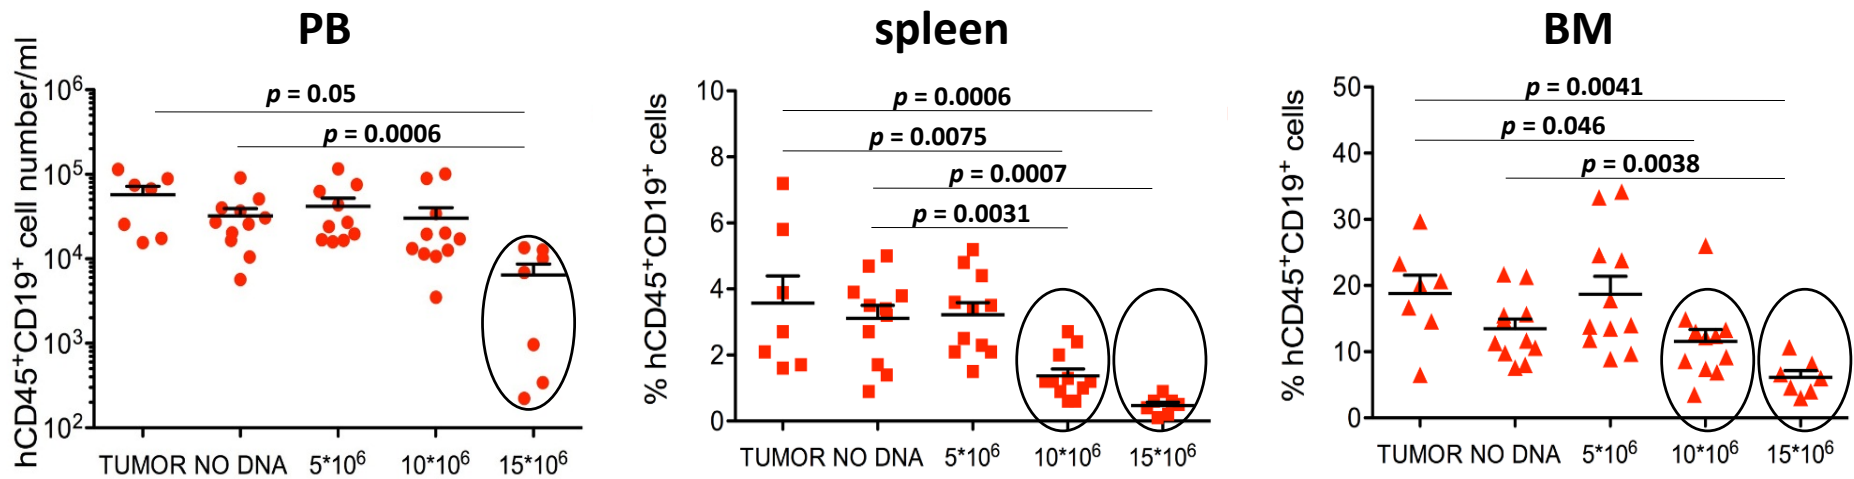 PB
hCD45⁺CD19⁺ cell number/ml
10⁶
10⁵
10⁴
10³
10²
p = 0.05
p = 0.0006
TUMOR NO DNA 5*10⁶ 10*10⁶ 15*10⁶
spleen
% hCD45⁺CD19⁺ cells
10
8
6
4
2
0
p = 0.0006
p = 0.0075
p = 0.0007
p = 0.0031
TUMOR NO DNA 5*10⁶ 10*10⁶ 15*10⁶
BM
% hCD45⁺CD19⁺ cells
50
40
30
20
10
0
p = 0.0041
p = 0.046
p = 0.0038
TUMOR NO DNA 5*10⁶ 10*10⁶ 15*10⁶